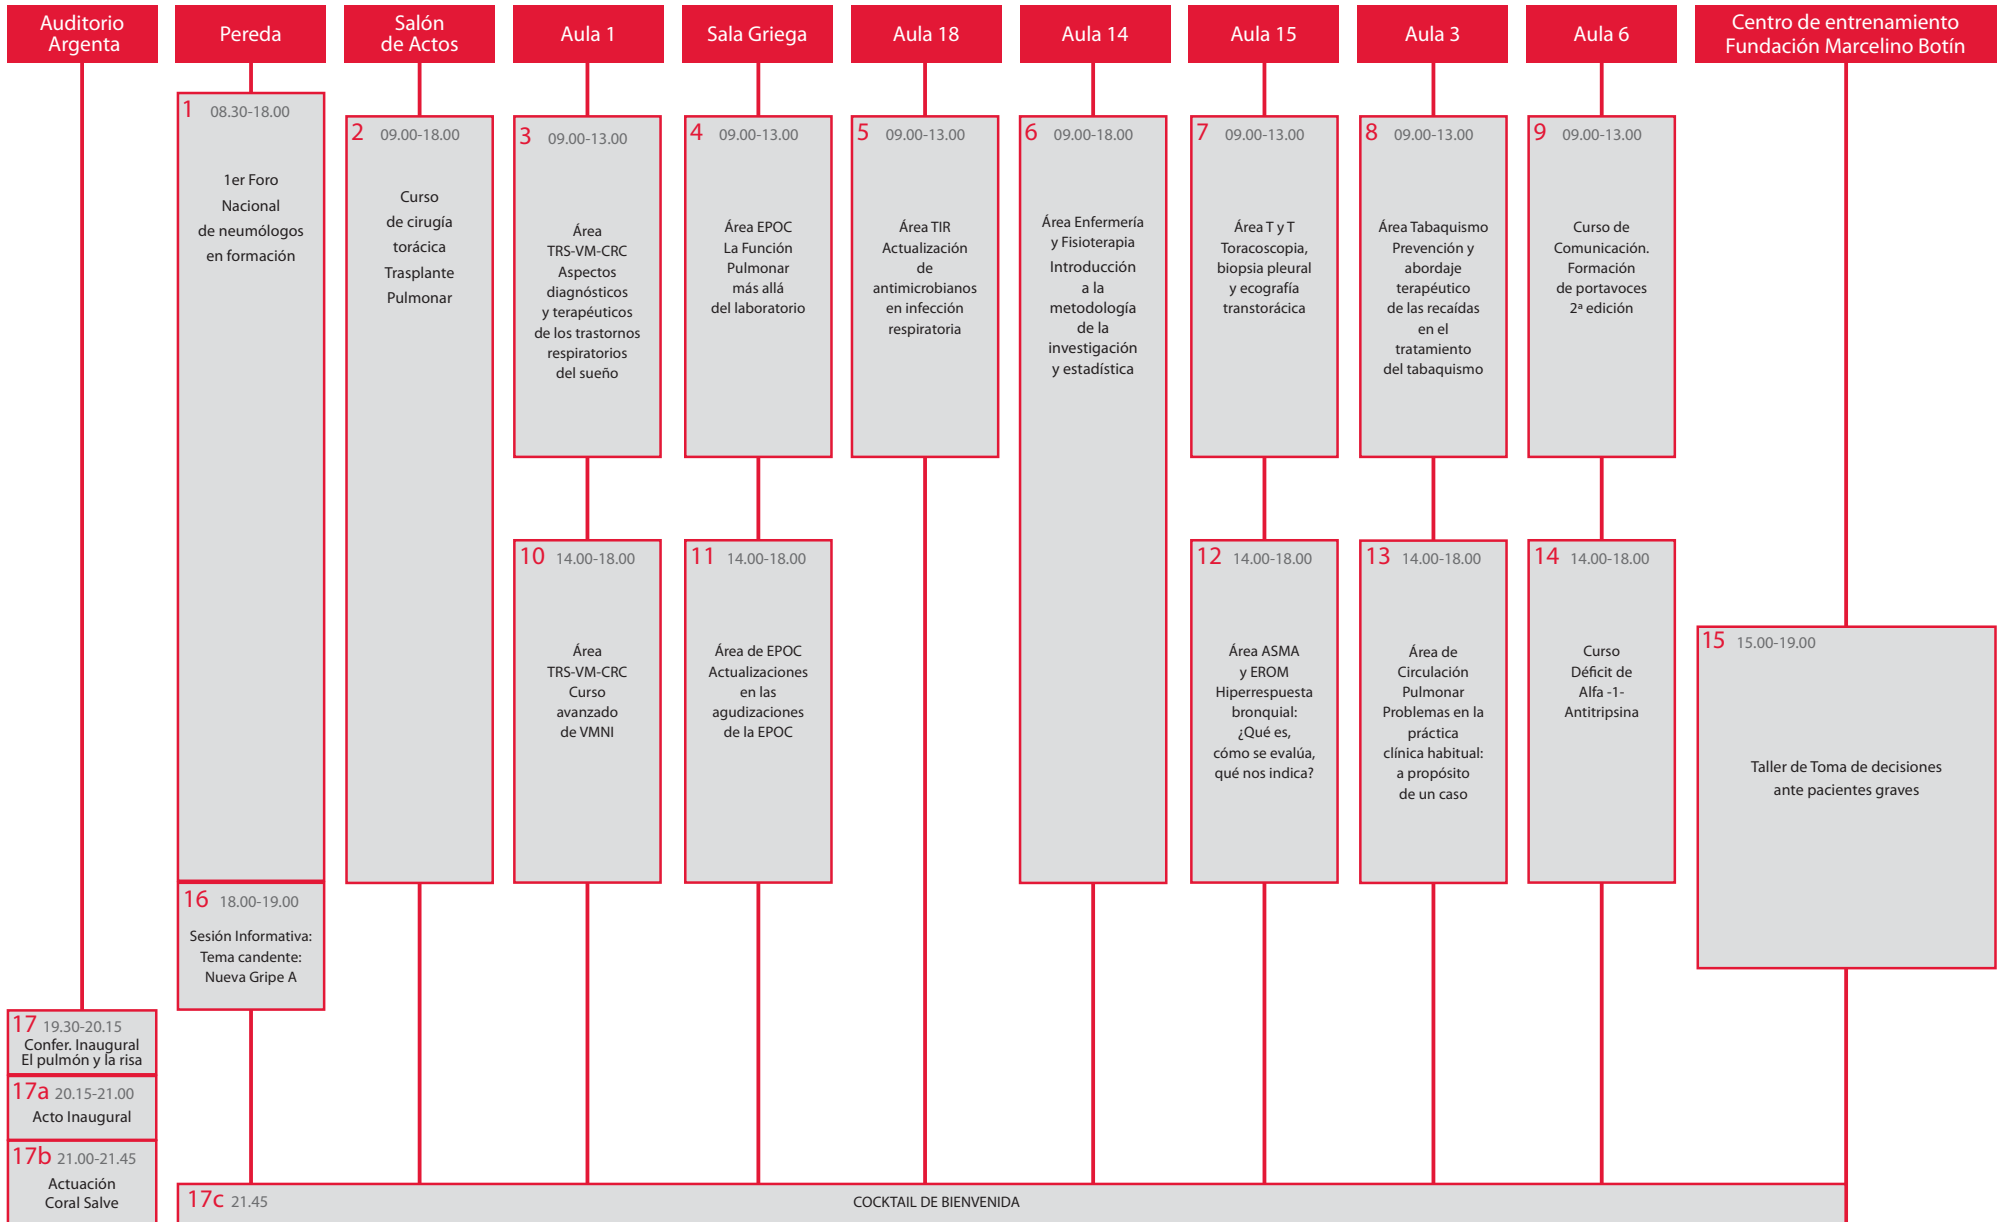 Auditorio
Argenta
Pereda
Salón
de Actos
Aula 1
Sala Griega
Aula 18
Aula 14
Aula 15
Aula 3
Aula 6
Centro de entrenamiento
Fundación Marcelino Botín
1 08.30-18.00
1er Foro
Nacional
de neumólogos
en formación
2 09.00-18.00
Curso
de cirugía
torácica
Trasplante
Pulmonar
3 09.00-13.00
Área
TRS-VM-CRC
Aspectos
diagnósticos
y terapéuticos
de los trastornos
respiratorios
del sueño
4 09.00-13.00
Área EPOC
La Función
Pulmonar
más allá
del laboratorio
5 09.00-13.00
Área TIR
Actualización
de
antimicrobianos
en infección
respiratoria
6 09.00-18.00
Área Enfermería
y Fisioterapia
Introducción
a la
metodología
de la
investigación
y estadística
7 09.00-13.00
Área T y T
Toracoscopia,
biopsia pleural
y ecografía
transtorácica
8 09.00-13.00
Área Tabaquismo
Prevención y
abordaje
terapéutico
de las recaídas
en el
tratamiento
del tabaquismo
9 09.00-13.00
Curso de
Comunicación.
Formación
de portavoces
2ª edición
10 14.00-18.00
Área
TRS-VM-CRC
Curso
avanzado
de VMNI
11 14.00-18.00
Área de EPOC
Actualizaciones
en las
agudizaciones
de la EPOC
12 14.00-18.00
Área ASMA
y EROM
Hiperrespuesta
bronquial:
¿Qué es,
cómo se evalúa,
qué nos indica?
13 14.00-18.00
Área de
Circulación
Pulmonar
Problemas en la
práctica
clínica habitual:
a propósito
de un caso
14 14.00-18.00
Curso
Déficit de
Alfa -1-
Antitripsina
15 15.00-19.00
Taller de Toma de decisiones
ante pacientes graves
16 18.00-19.00
Sesión Informativa:
Tema candente:
Nueva Gripe A
17 19.30-20.15
Confer. Inaugural
El pulmón y la risa
17a 20.15-21.00
Acto Inaugural
17b 21.00-21.45
Actuación
Coral Salve
17c 21.45
COCKTAIL DE BIENVENIDA